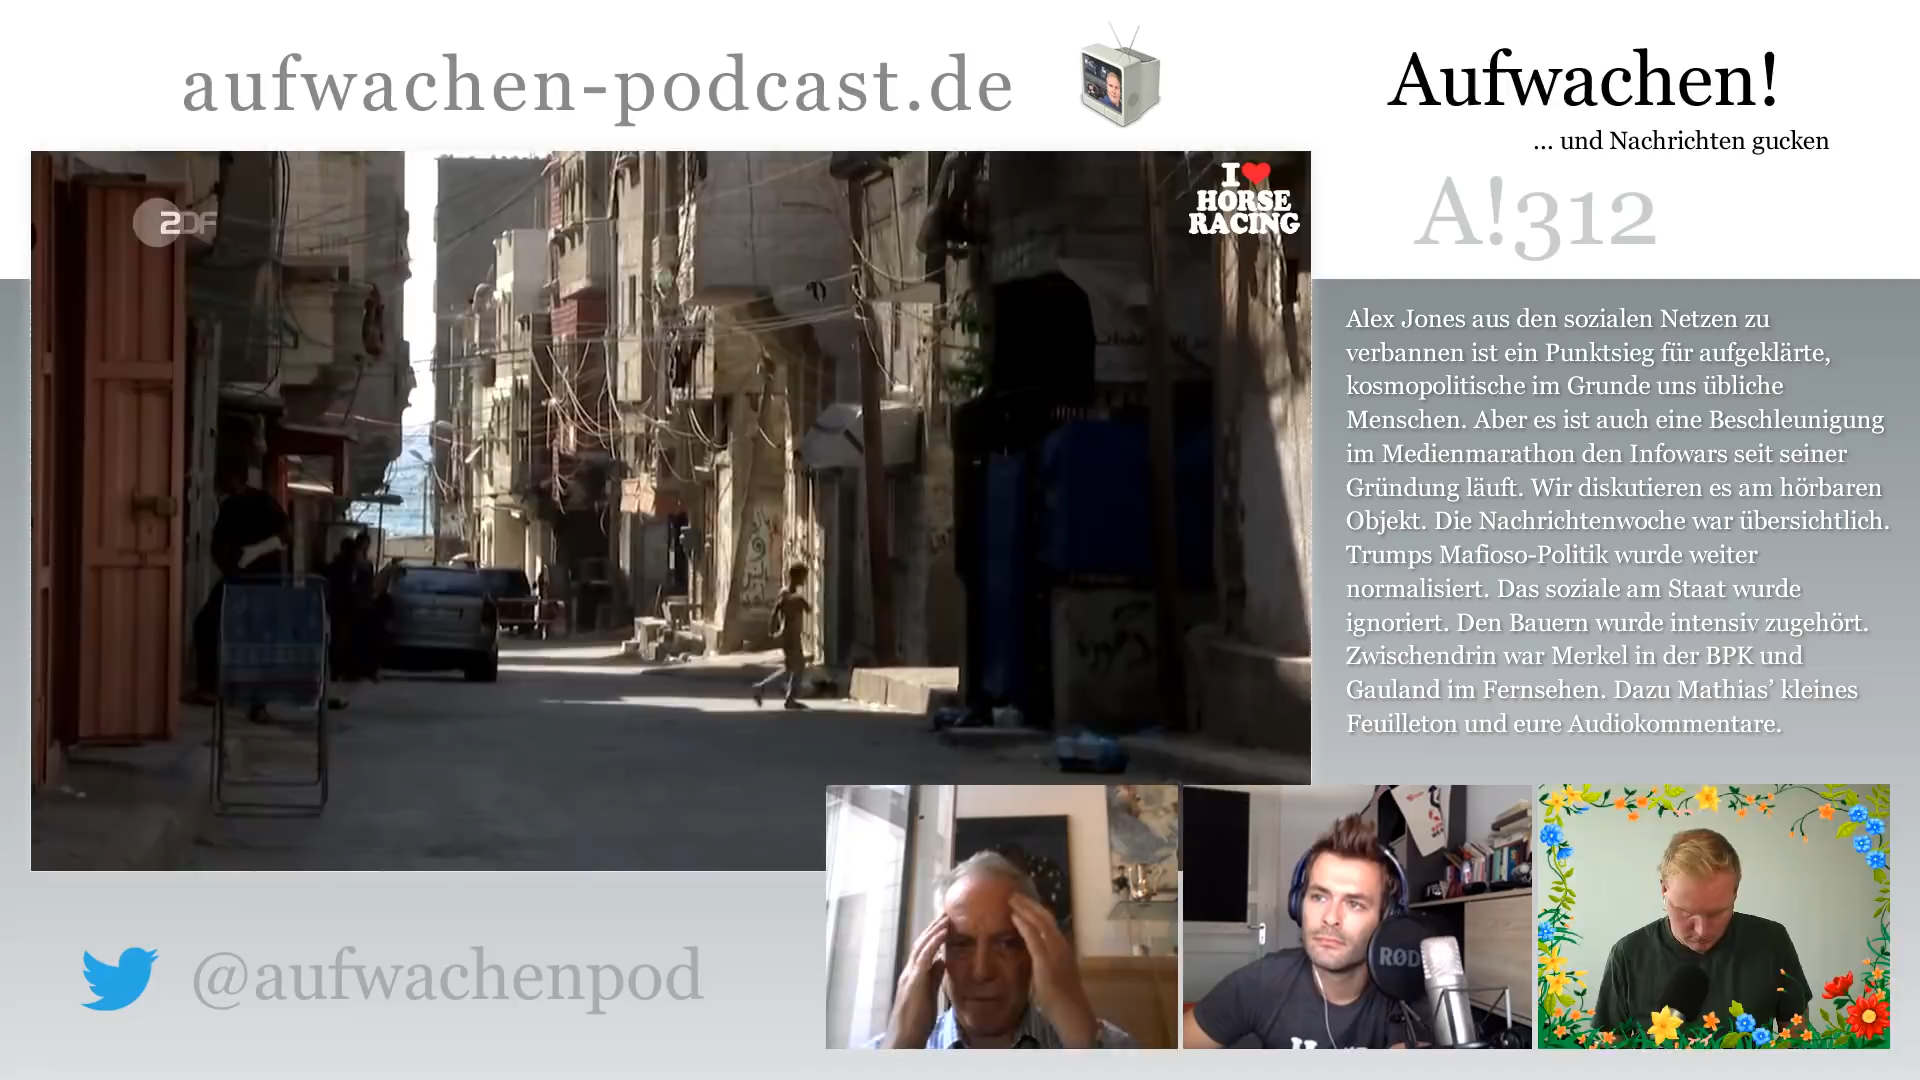 aufwachen-podcast.de
Aufwachen!
... und Nachrichten gucken
A!312
ZDF
I
HORSE
RACING
Alex Jones aus den sozialen Netzen zu
verbannen ist ein Punktsieg für aufgeklärte,
kosmopolitische im Grunde uns übliche
Menschen. Aber es ist auch eine Beschleunigung
im Medienmarathon den Infowars seit seiner
Gründung läuft. Wir diskutieren es am hörbaren
Objekt. Die Nachrichtenwoche war übersichtlich.
Trumps Mafioso-Politik wurde weiter
normalisiert. Das soziale am Staat wurde
ignoriert. Den Bauern wurde intensiv zugehört.
Zwischendrin war Merkel in der BPK und
Gauland im Fernsehen. Dazu Mathias’ kleines
Feuilleton und eure Audiokommentare.
RØD
@aufwachenpod